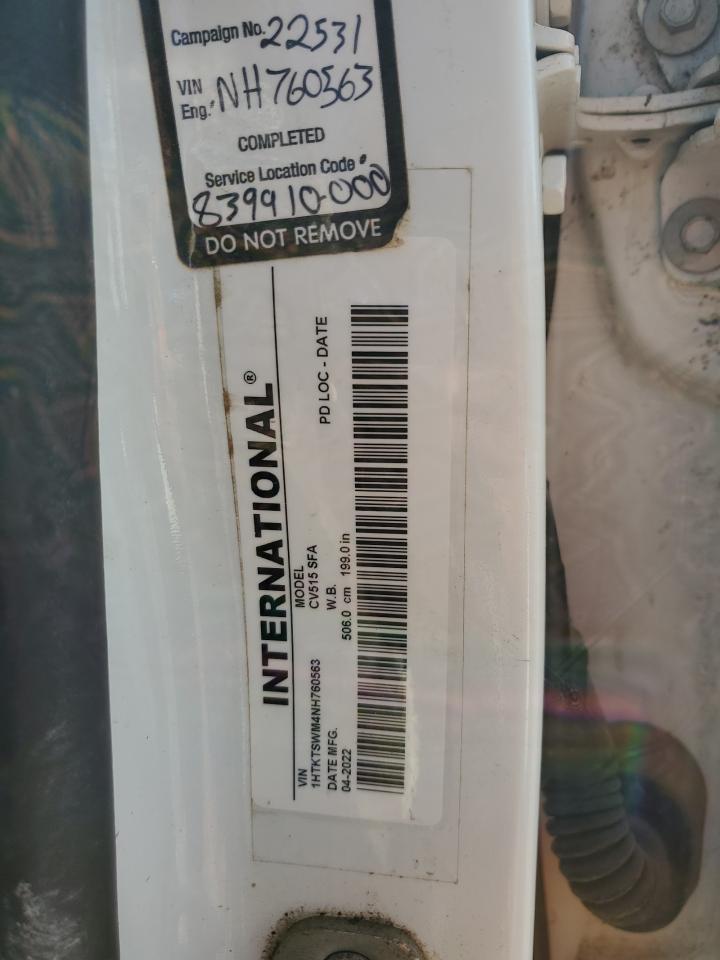 Campaign No. 22531
VIN
Eng. NH760563
COMPLETED
Service Location Code
839910-000
DO NOT REMOVE
INTERNATIONAL®
VIN
1HTKTSWM4NH760563
MODEL
CV515 SFA
DATE MFG.
04-2022
W.B.
506.0 cm 199.0 in
PD LOC - DATE